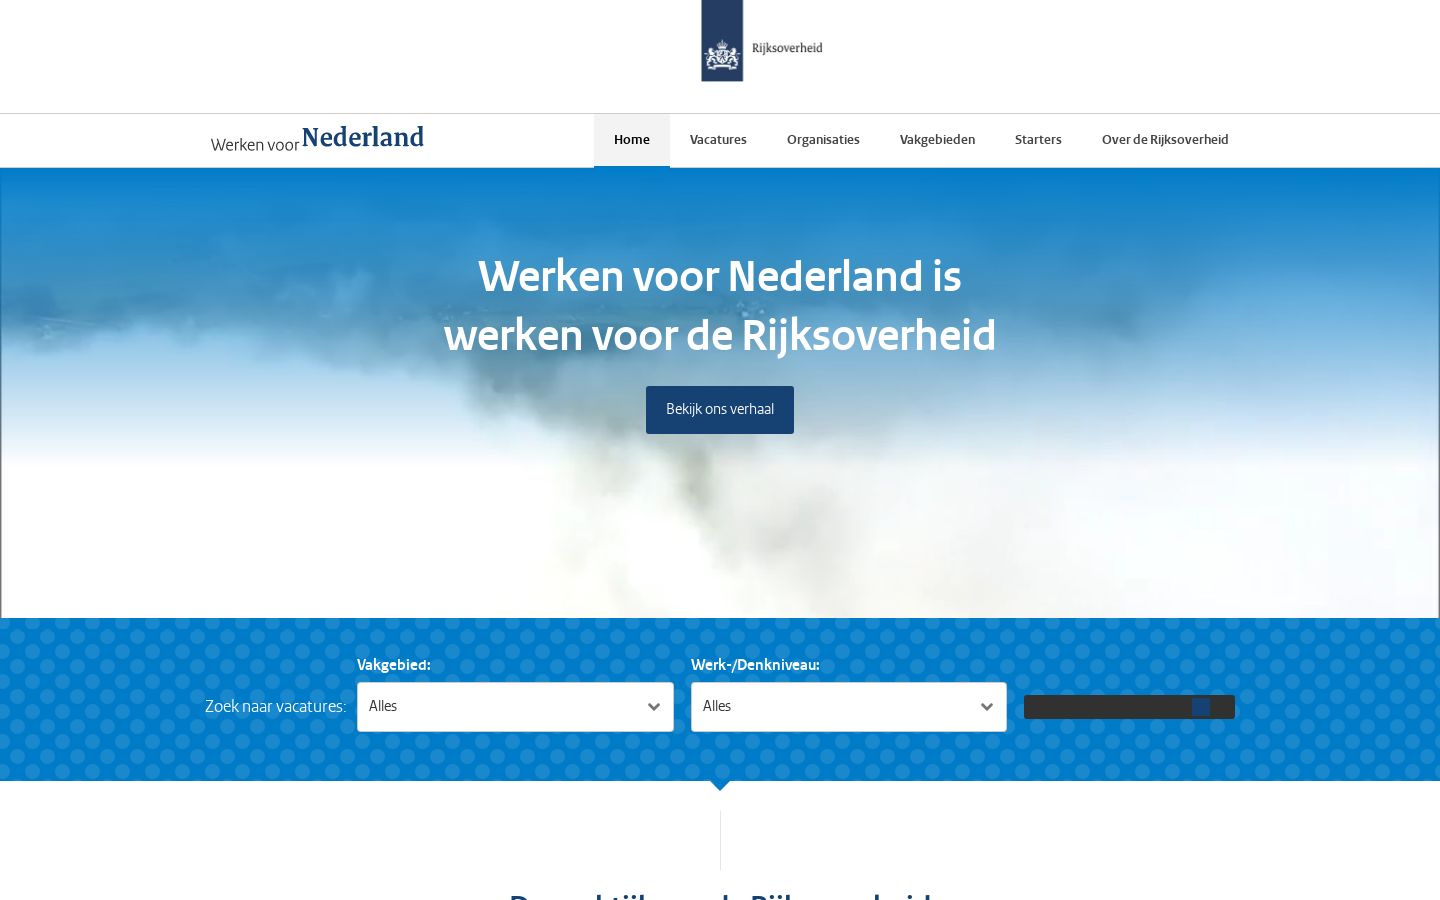 Rijksoverheid
Werken voor Nederland
Home
Vacatures
Organisaties
Vakgebieden
Starters
Over de Rijksoverheid
Werken voor Nederland is
werken voor de Rijksoverheid
Bekijk ons verhaal
Vakgebied:
Werk-/Denkniveau:
Zoek naar vacatures:
Alles
Alles